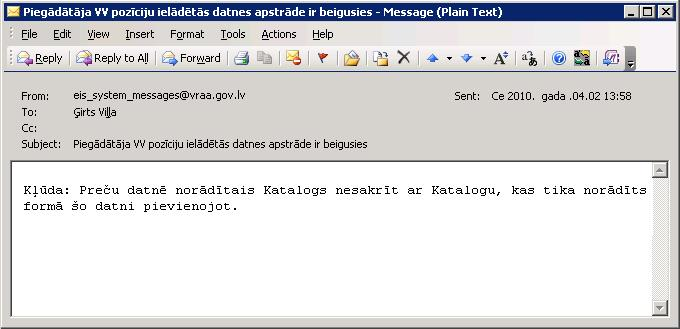 Piegādātāja VV pozīciju ielādētās datnes apstrāde ir beigusies - Message (Plain Text)
File Edit View Insert Format Tools Actions Help
Reply Reply to All Forward
From: eis_system_messages@vraa.gov.lv Sent: Ce 2010. gada .04.02 13:58
To: Ģirts Viļļa
Cc:
Subject: Piegādātāja VV pozīciju ielādētās datnes apstrāde ir beigusies
Kļūda: Preču datnē norādītais Katalogs nesakrīt ar Katalogu, kas tika norādīts
formā šo datni pievienojot.